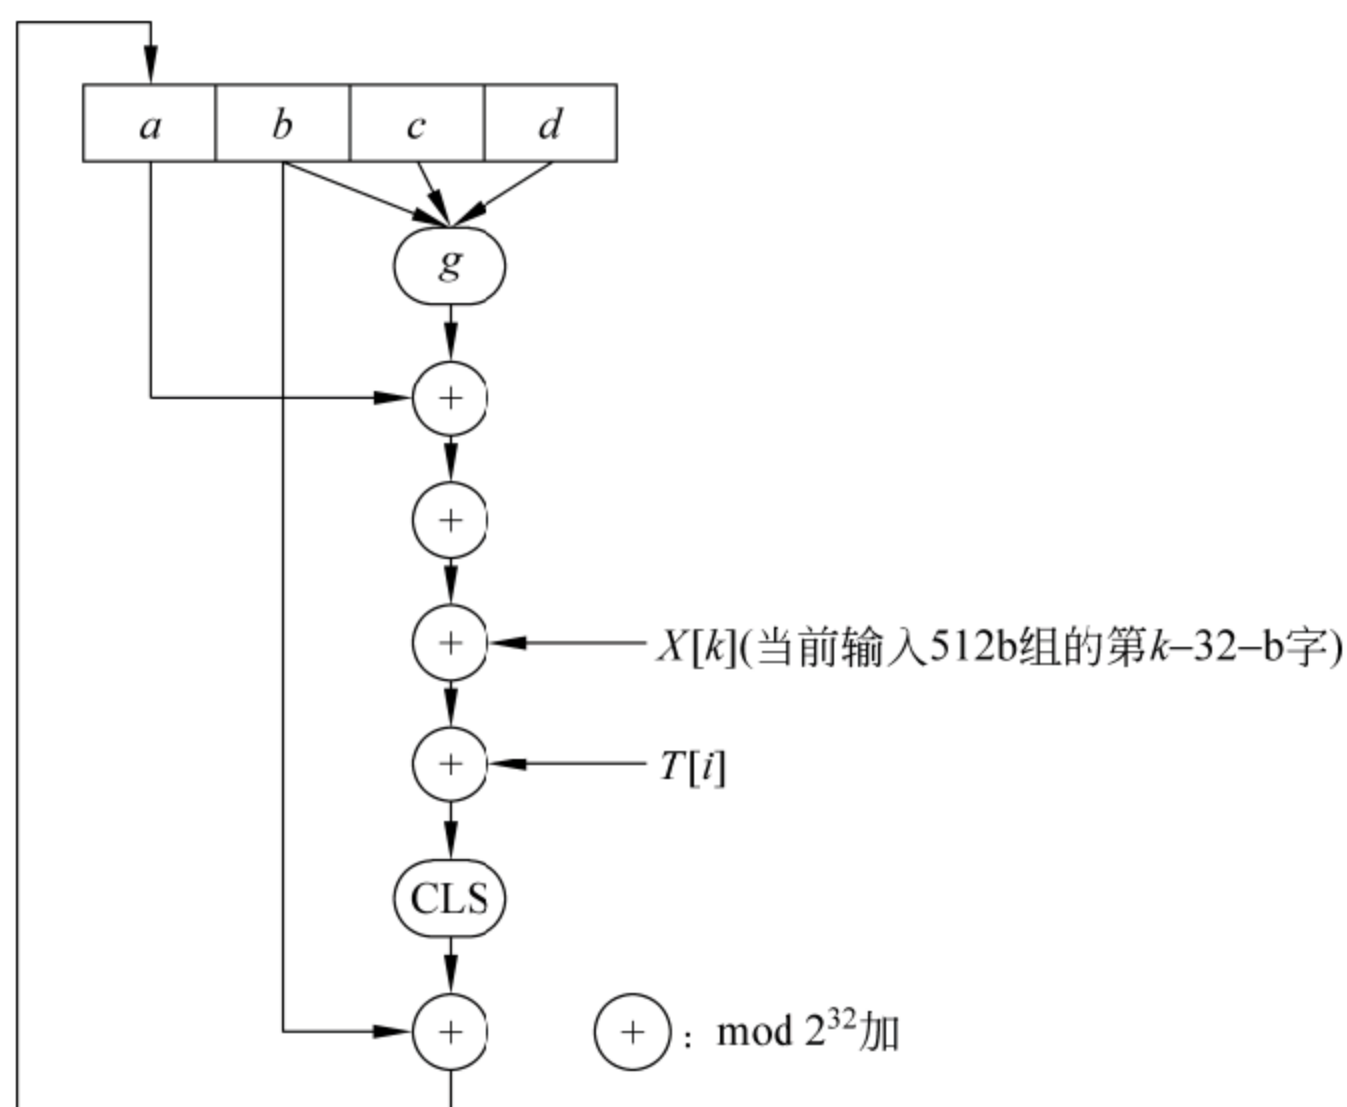 a b c d
g
+
+
+ X[k](当前输入512b组的第k–32–b字)
+ T[i]
CLS
+ + : mod 2³²加